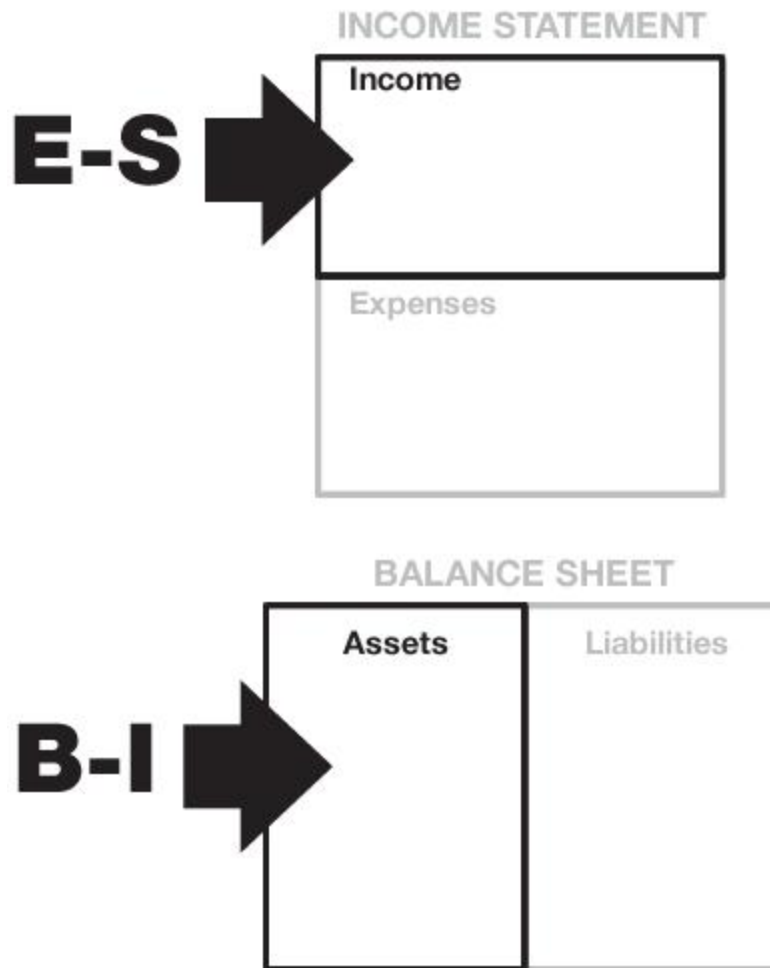 INCOME STATEMENT
Income
E-S
Expenses
BALANCE SHEET
Assets Liabilities
B-I